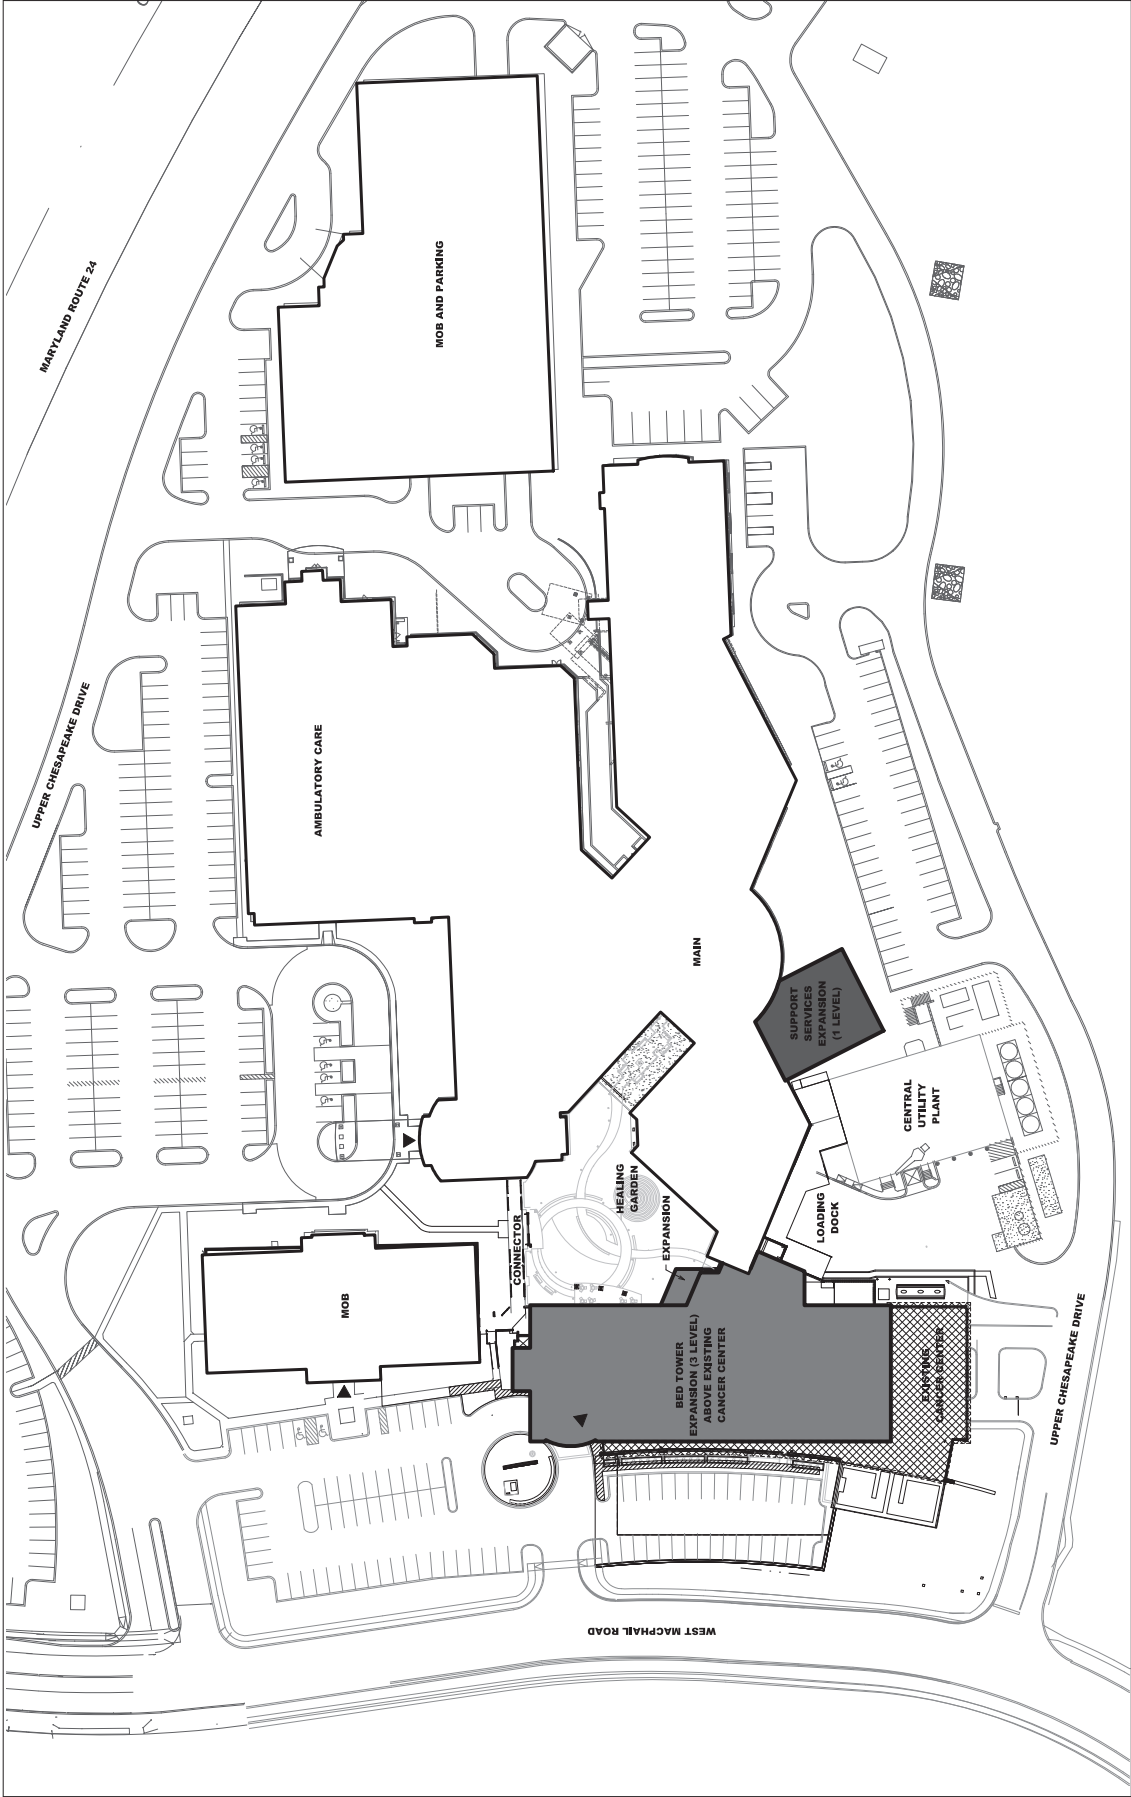 MARYLAND ROUTE 24
MOB AND PARKING
UPPER CHESAPEAKE DRIVE
AMBULATORY CARE
MAIN
SUPPORT
SERVICES
EXPANSION
(1 LEVEL)
CENTRAL
UTILITY
PLANT
HEALING
GARDEN
LOADING
DOCK
EXPANSION
CONNECTOR
MOB
BED TOWER
EXPANSION (3 LEVEL)
ABOVE EXISTING
CANCER CENTER
EXISTING
CANCER CENTER
UPPER CHESAPEAKE DRIVE
WEST MACPHAIL ROAD